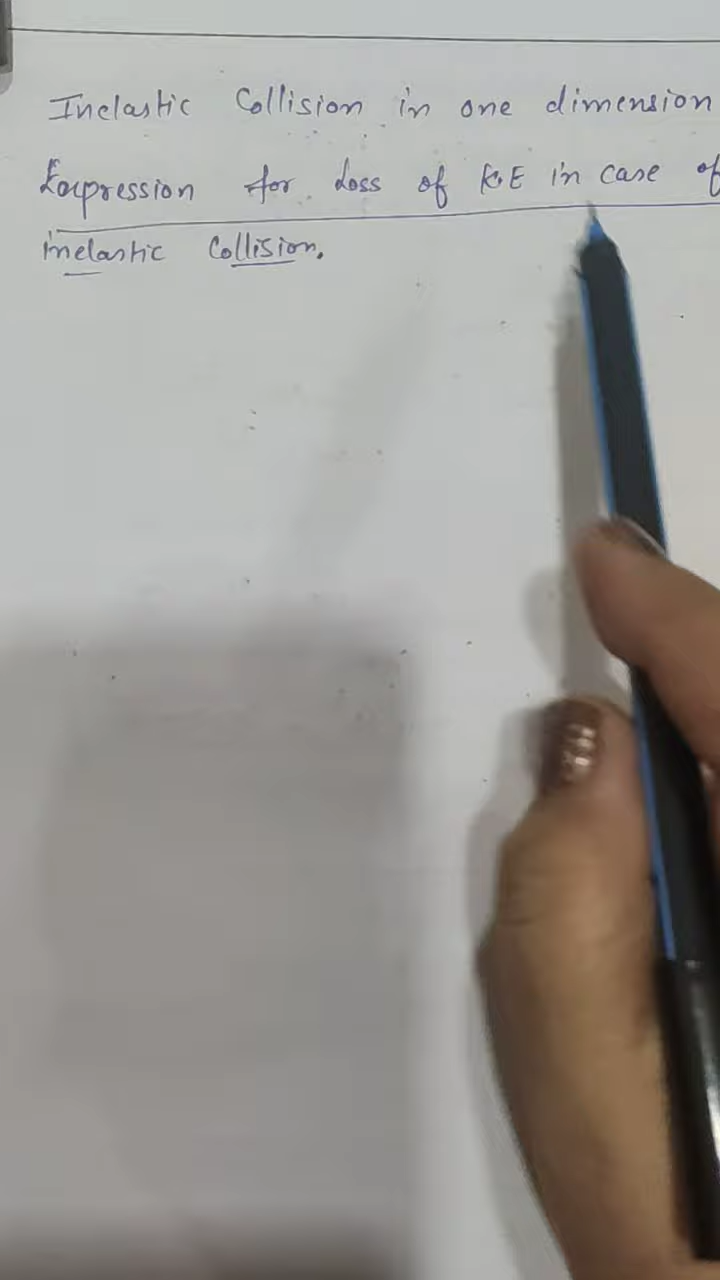 Inelastic Collision in one dimension
Expression for Loss of K.E in case of
inelastic Collision.